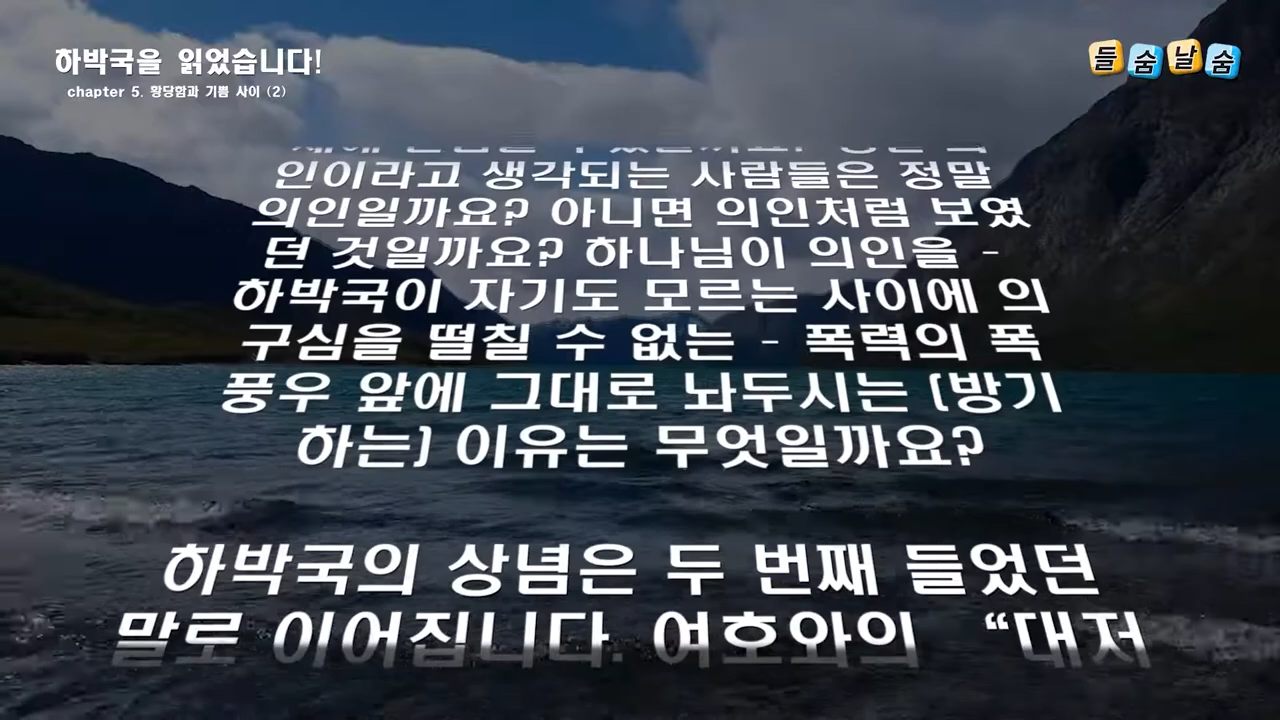 하박국을 읽었습니다!
chapter 5. 황당함과 기쁨 사이 (2)
들숨날숨
인이라고 생각되는 사람들은 정말
의인일까요? 아니면 의인처럼 보였
던 것일까요? 하나님이 의인을 -
하박국이 자기도 모르는 사이에 의
구심을 떨칠 수 없는 - 폭력의 폭
풍우 앞에 그대로 놔두시는 (방기
하는) 이유는 무엇일까요?
하박국의 상념은 두 번째 들었던
말로 이어집니다. 여호와의 “대저